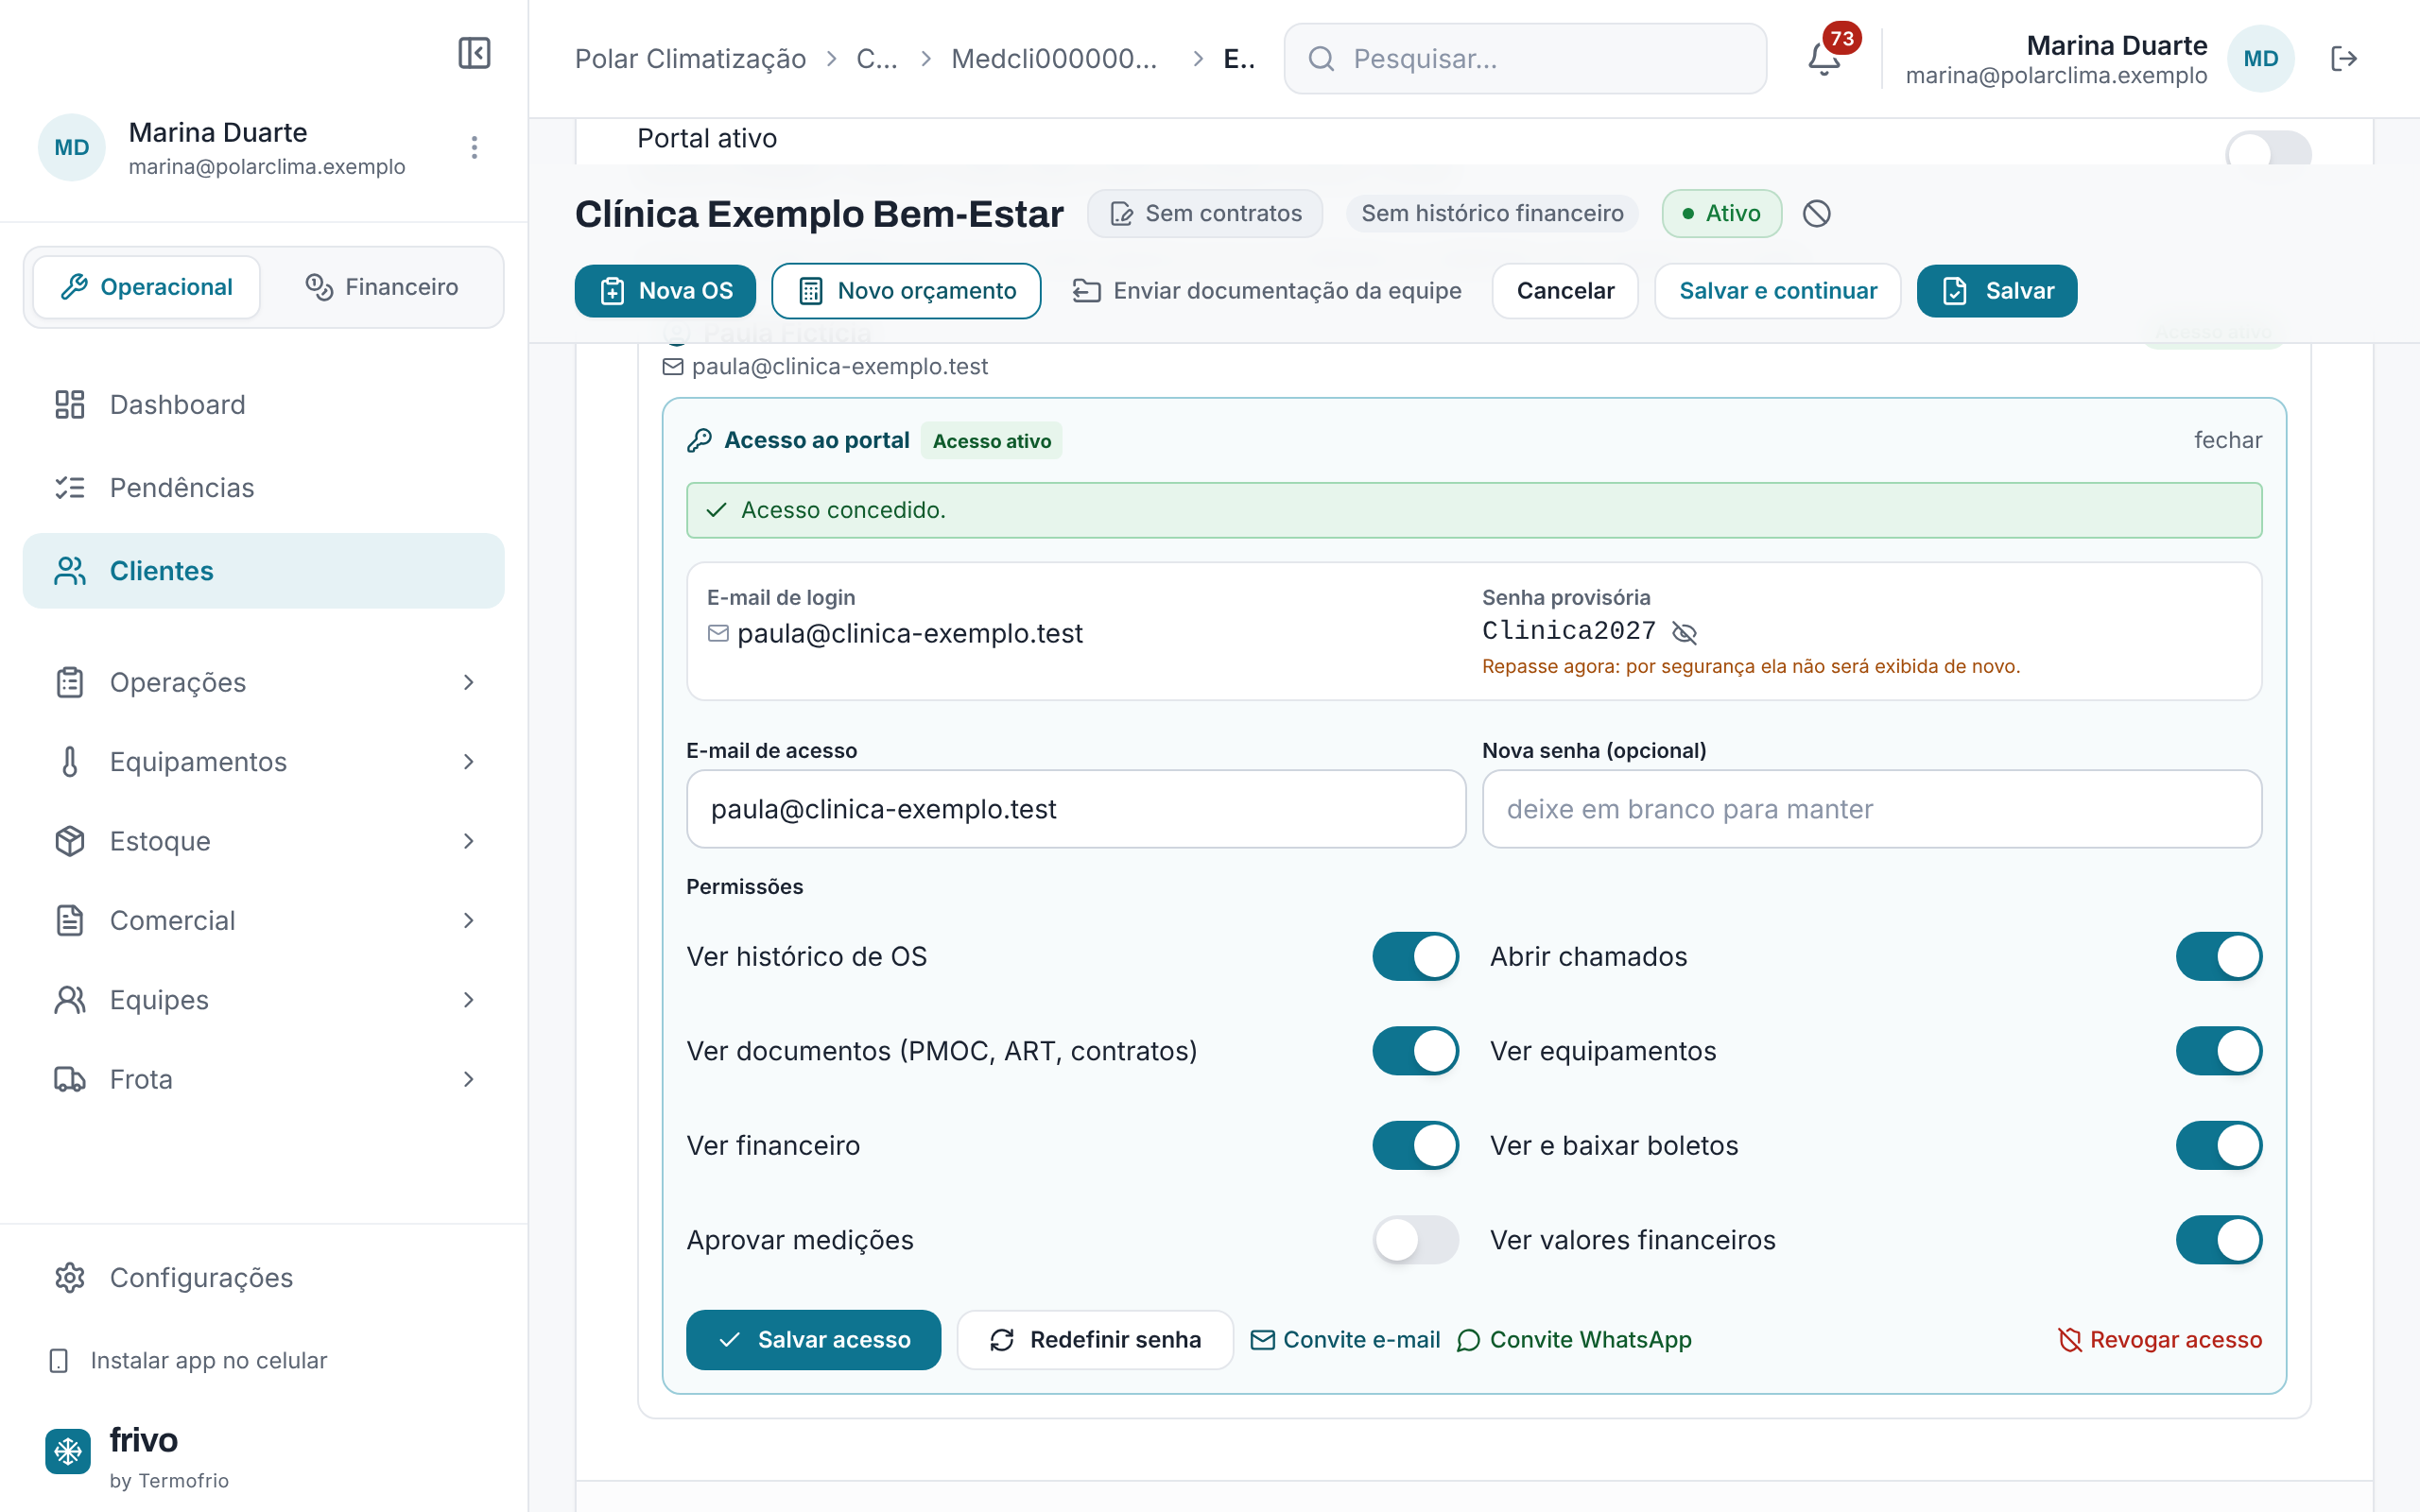 Marina Duarte
marina@polarclima.exemplo
MD
Operacional
Financeiro
Dashboard
Pendências
Clientes
Operações
Equipamentos
Estoque
Comercial
Equipes
Frota
Configurações
Instalar app no celular
frivo
by Termofrio
Polar Climatização > C... > Medcli000000... > E..
Pesquisar...
73
Marina Duarte
marina@polarclima.exemplo
MD
Portal ativo
Clínica Exemplo Bem-Estar
Sem contratos
Sem histórico financeiro
Ativo
Nova OS
Novo orçamento
Enviar documentação da equipe
Cancelar
Salvar e continuar
Salvar
Paula Fictícia
Acesso ativo
paula@clinica-exemplo.test
Acesso ao portal
Acesso ativo
fechar
Acesso concedido.
E-mail de login
paula@clinica-exemplo.test
Senha provisória
Clinica2027
Repasse agora: por segurança ela não será exibida de novo.
E-mail de acesso
paula@clinica-exemplo.test
Nova senha (opcional)
deixe em branco para manter
Permissões
Ver histórico de OS
Abrir chamados
Ver documentos (PMOC, ART, contratos)
Ver equipamentos
Ver financeiro
Ver e baixar boletos
Aprovar medições
Ver valores financeiros
Salvar acesso
Redefinir senha
Convite e-mail
Convite WhatsApp
Revogar acesso